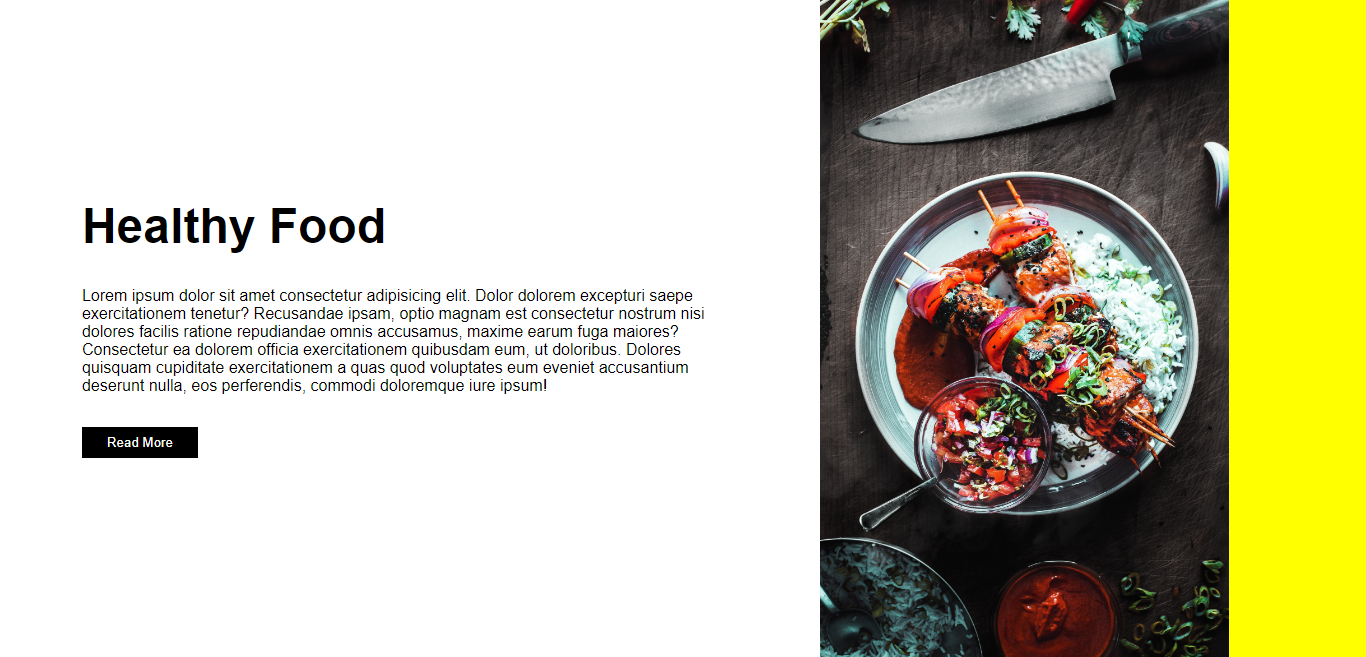 Healthy Food
Lorem ipsum dolor sit amet consectetur adipisicing elit. Dolor dolorem excepturi saepe
exercitationem tenetur? Recusandae ipsam, optio magnam est consectetur nostrum nisi
dolores facilis ratione repudiandae omnis accusamus, maxime earum fuga maiores?
Consectetur ea dolorem officia exercitationem quibusdam eum, ut doloribus. Dolores
quisquam cupiditate exercitationem a quas quod voluptates eum eveniet accusantium
deserunt nulla, eos perferendis, commodi doloremque iure ipsum!
Read More